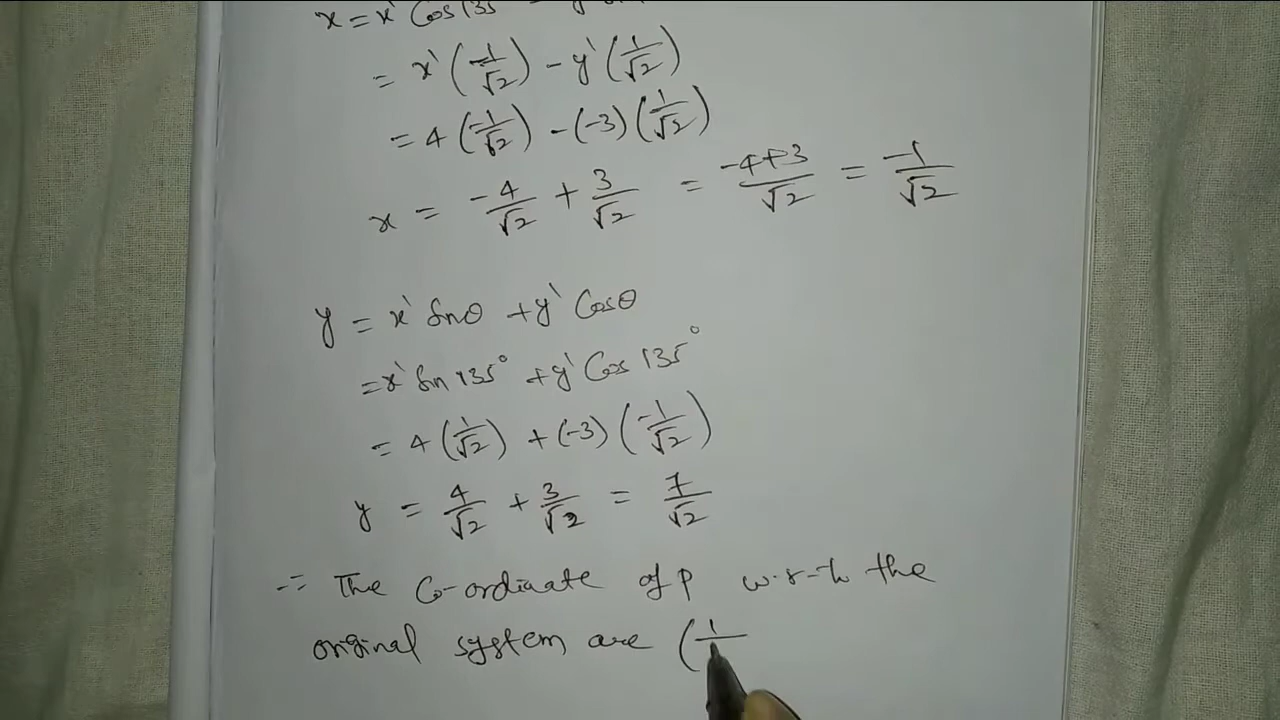 x = x' Cos 135
= x' (-1/√2) - y' (1/√2)
= 4 (-1/√2) - (-3) (1/√2)
x = -4/√2 + 3/√2 = -4+3/√2 = -1/√2
y = x' Sinθ + y' Cosθ
= x' Sin 135° + y' Cos 135°
= 4 (1/√2) + (-3) (-1/√2)
y = 4/√2 + 3/√2 = 7/√2
∴ The Co-ordinate of P w.r.to the
original system are (1/